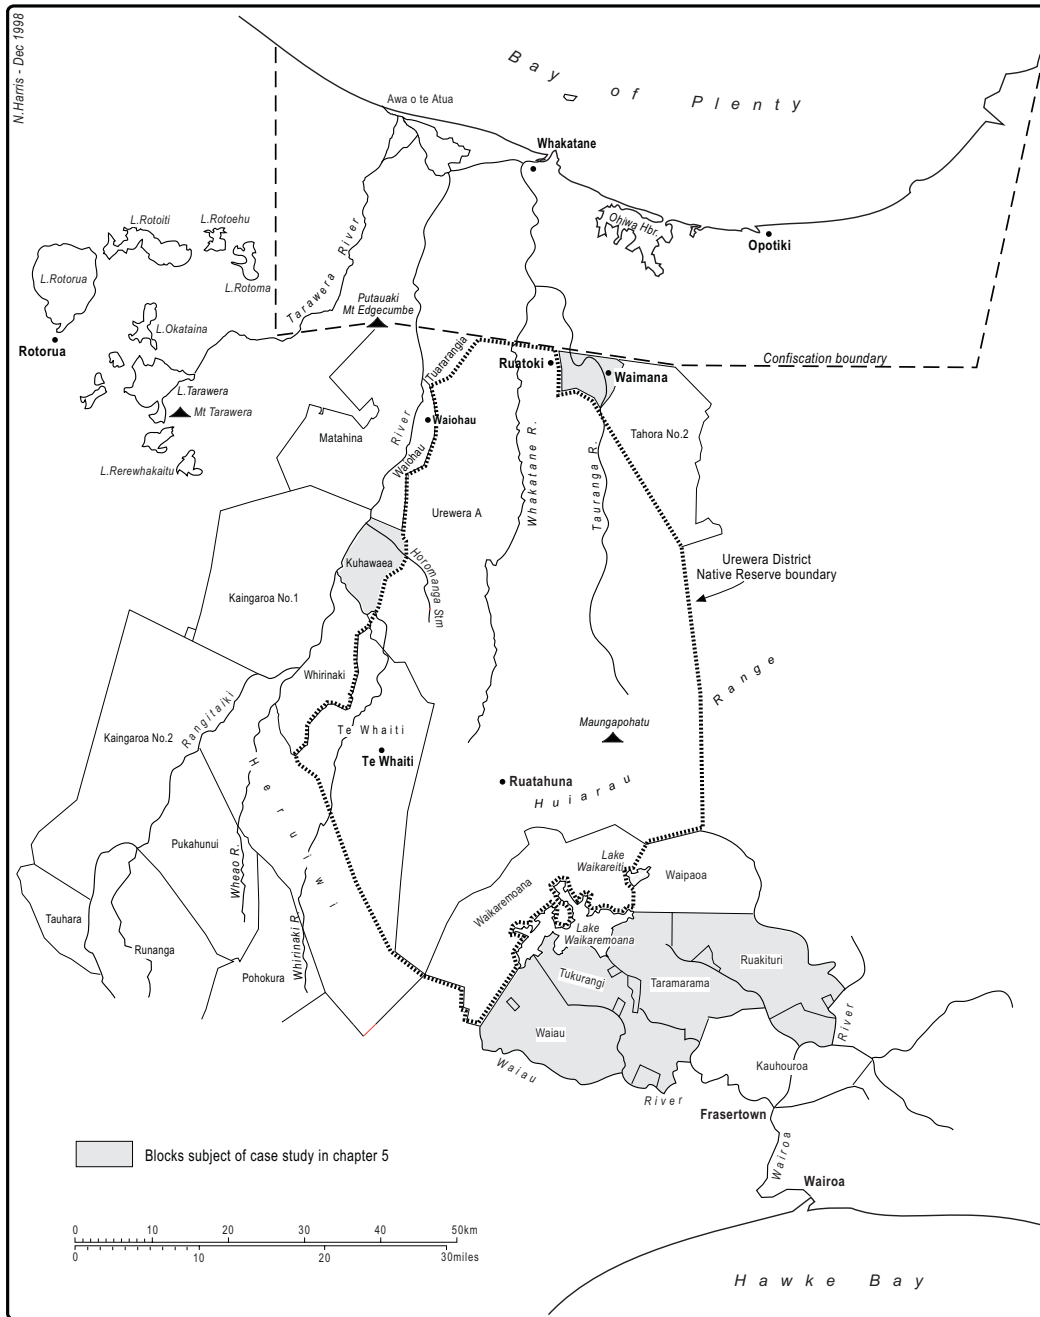 N.Harris - Dec 1998
Bay of Plenty
Awa o te Atua
Whakatane
Ohiwa Hbr.
Opotiki
L.Rotoiti
L.Rotoehu
L.Rotorua
L.Rotoma
Tarawera River
Putauaki
Mt Edgecumbe
L.Okataina
Rotorua
Confiscation boundary
Tuararangia
Ruatoki
Waimana
L.Tarawera
Mt Tarawera
Waiohau
Matahina
River
Tahora No.2
Waiohau
L.Rerewhakaitu
Whakatane R.
Tauranga R.
Urewera A
Kuhawaea
Horomanga Stm
Urewera District
Native Reserve boundary
Kaingaroa No.1
Whirinaki
Rangitaiki
Range
Te Whaiti
Maungapohatu
Kaingaroa No.2
Te Whaiti
Ruatahuna
Huiarau
Heruiwi
Pukahunui
Wheao R.
Lake
Waikareiti
Waipaoa
Waikaremoana
Tauhara
Runanga
Whirinaki R.
Lake
Waikaremoana
Pohokura
Tukurangi
Taramarama
Ruakituri
Waiau
River
Waiau
River
Kauhouroa
Frasertown
Wairoa
Wairoa
Blocks subject of case study in chapter 5
0 10 20 30 40 50km
0 10 20 30miles
Hawke Bay